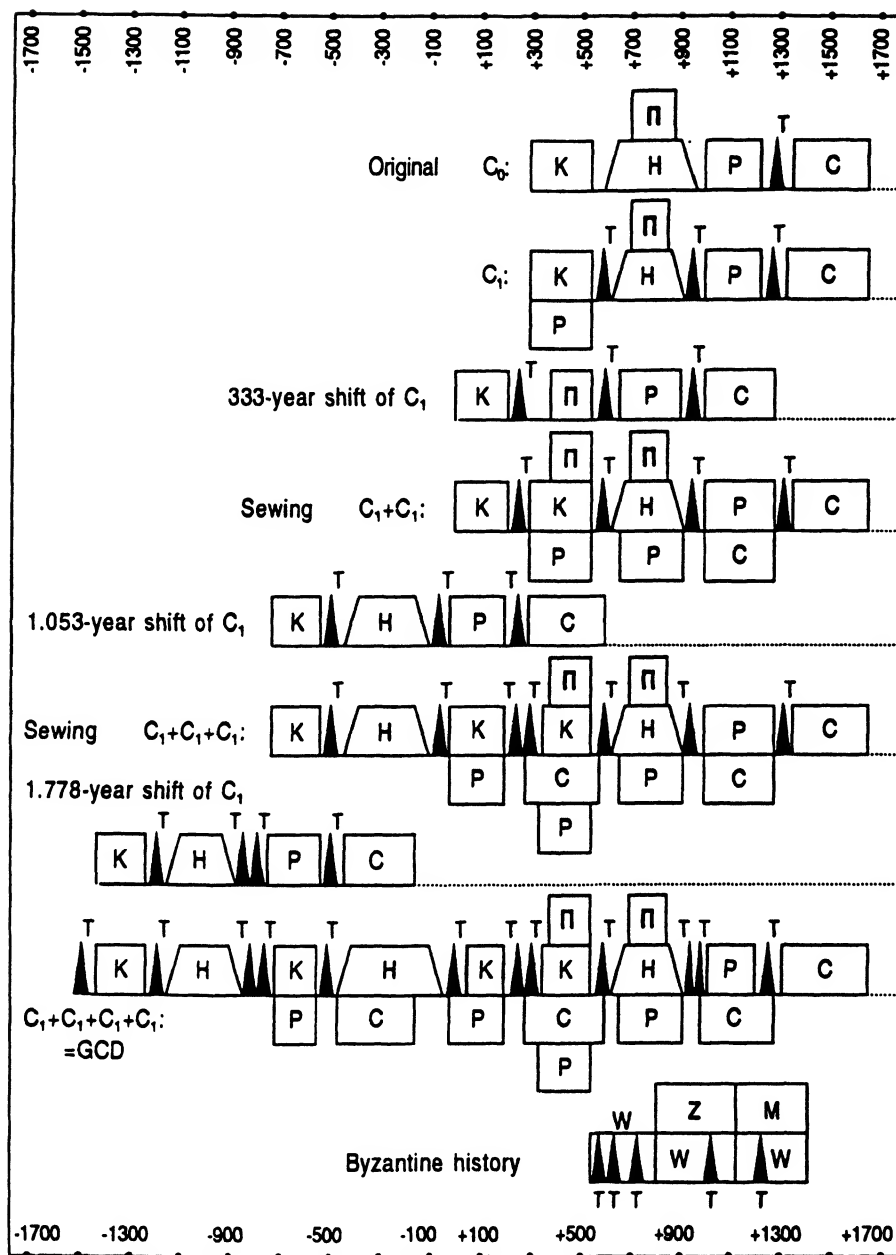 -1700 -1500 -1300 -1100 -900 -700 -500 -300 -100 +100 +300 +500 +700 +900 +1100 +1300 +1500 +1700
П T
Original C₀: K H P C
П
T T T
C₁: K H P C
P
T T T
333-year shift of C₁ K П P C
П П
T T T T
Sewing C₁+C₁: K K H P C
P P C
T T T
1.053-year shift of C₁ K H P C
П П
T T T T T T T
Sewing C₁+C₁+C₁: K H K K H P C
P C P C
1.778-year shift of C₁ P
T T T T
K H P C
П П
T T T T T T T T T T T T
K H K H K K H P C
C₁+C₁+C₁+C₁: P C P C P C
=GCD P
Z M
W
Byzantine history W W
T T T T T
-1700 -1300 -900 -500 -100 +100 +500 +900 +1300 +1700